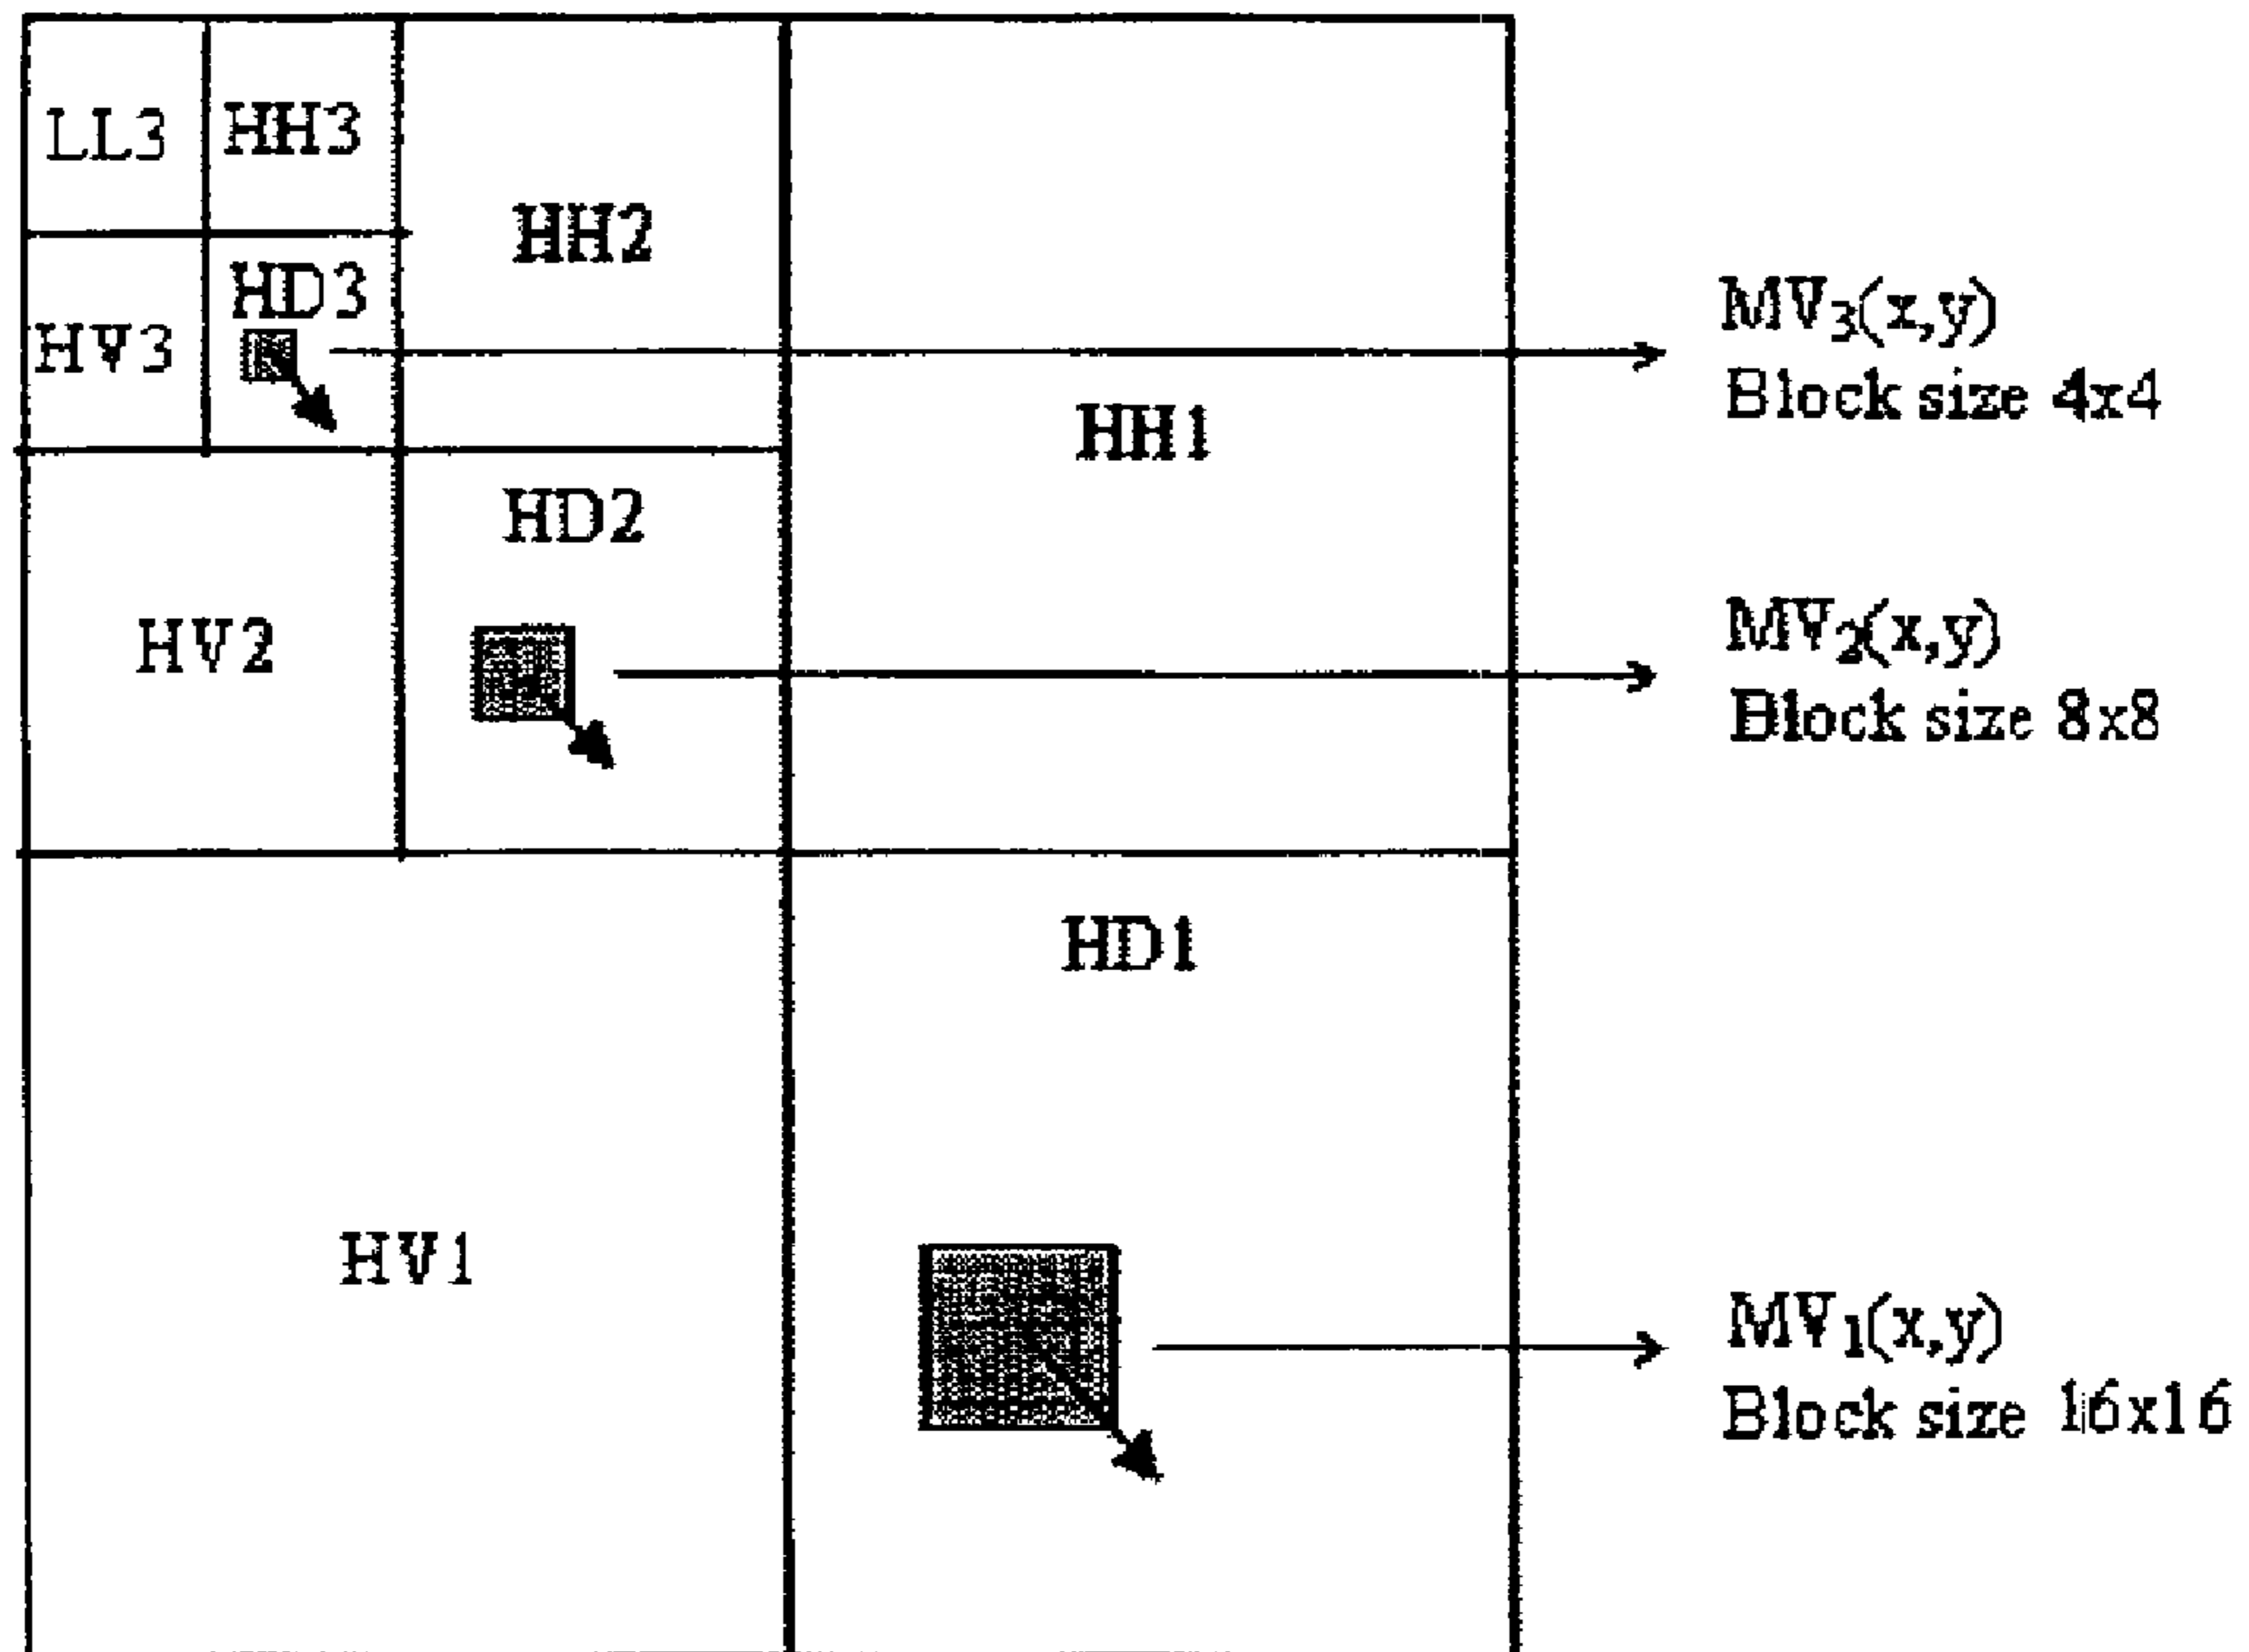 LL3 HH3
HH2
HV3 HD3
MV3(x,y)
Block size 4x4
HH1
HD2
HV2
MV2(x,y)
Block size 8x8
HD1
HV1
MV1(x,y)
Block size 16x16